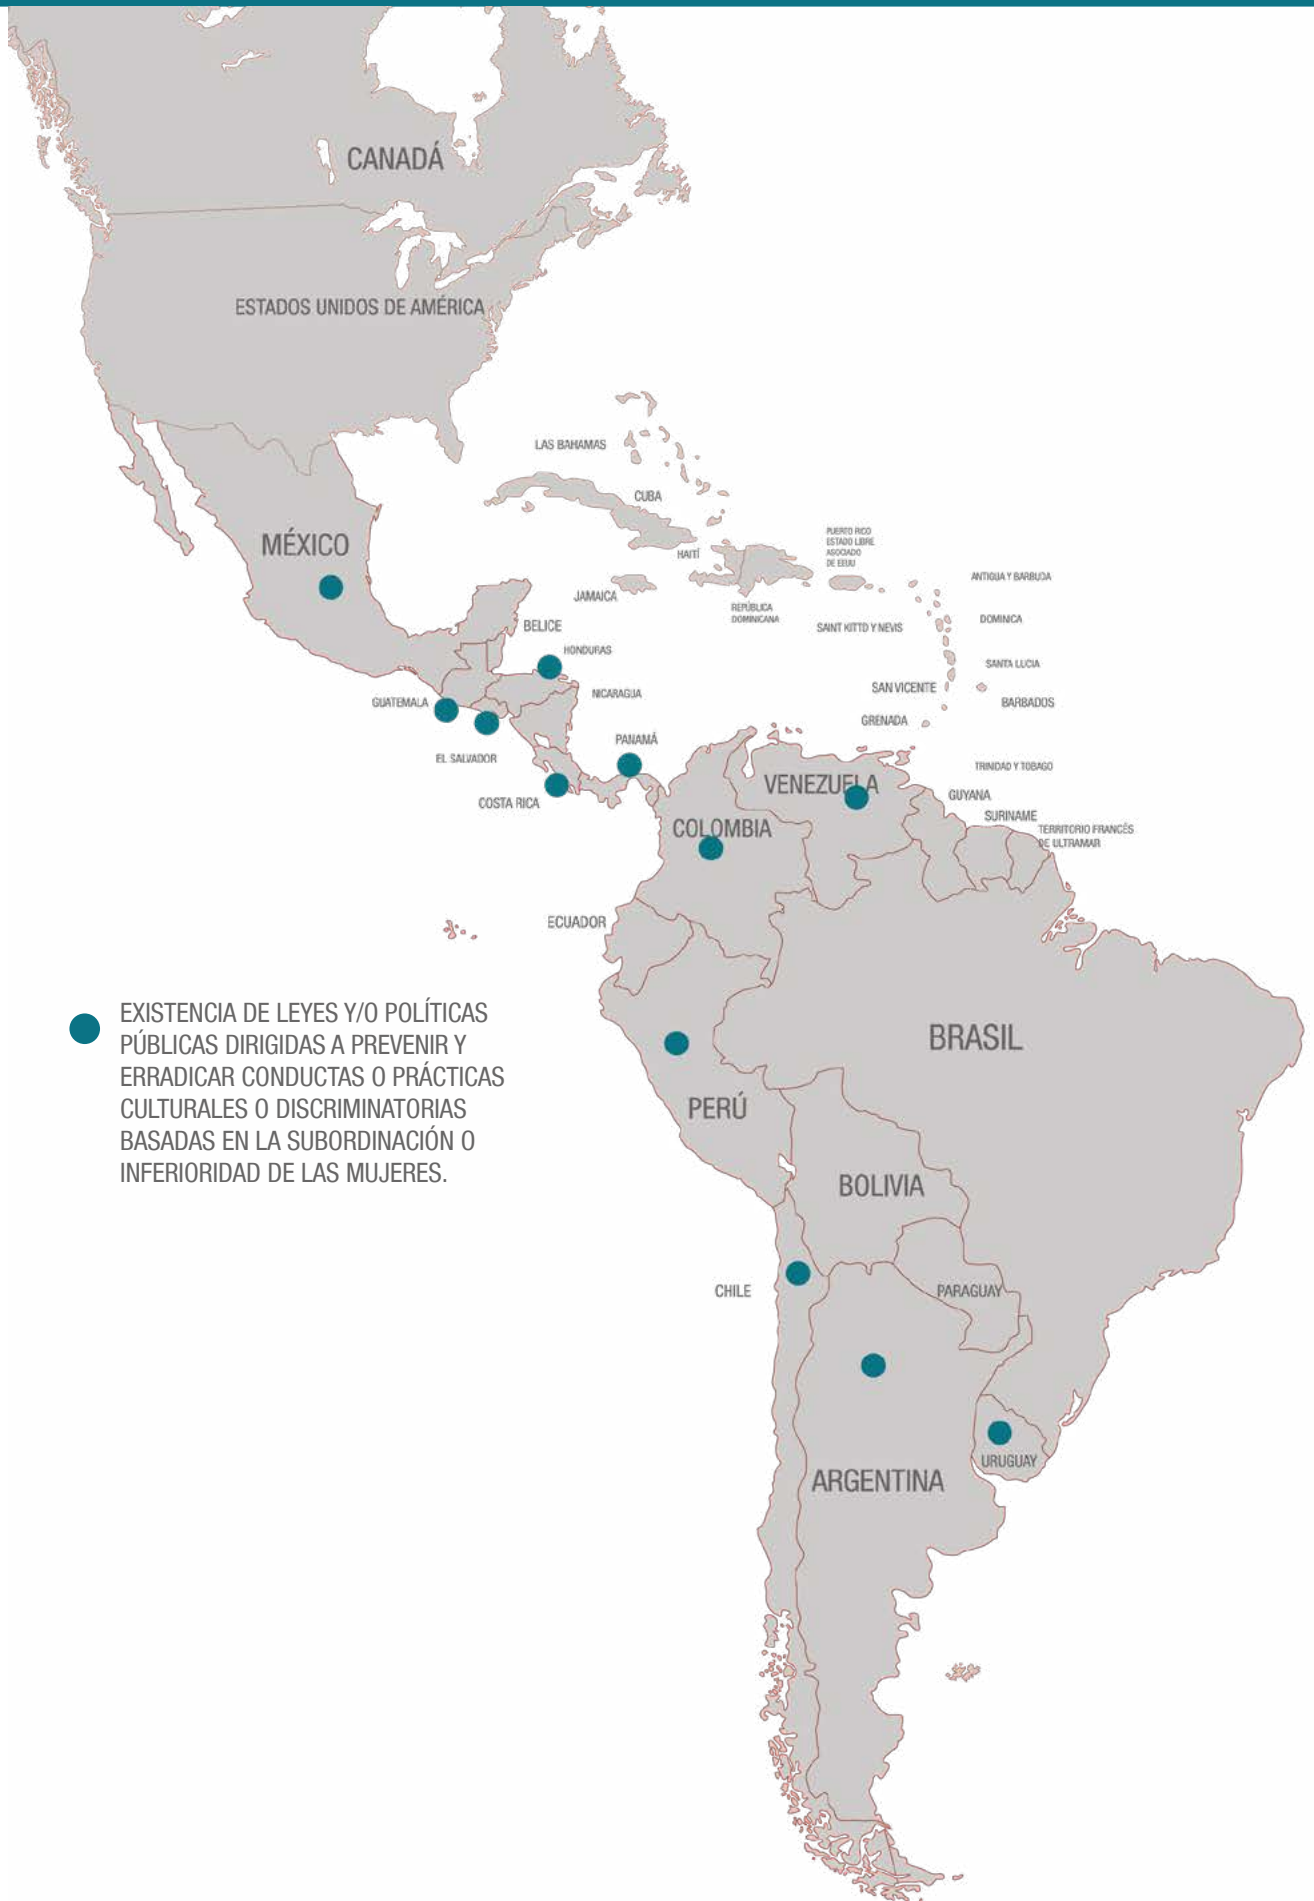 CANADÁ
ESTADOS UNIDOS DE AMÉRICA
LAS BAHAMAS
CUBA
MÉXICO
HAITÍ
PUERTO RICO
ESTADO LIBRE
ASOCIADO
DE EEUU
ANTIGUA Y BARBUDA
JAMAICA
REPÚBLICA
DOMINICANA
SAINT KITTD Y NEVIS
DOMINICA
BELICE
HONDURAS
SANTA LUCIA
GUATEMALA
NICARAGUA
SAN VICENTE
BARBADOS
GRENADA
PANAMÁ
EL SALVADOR
TRINIDAD Y TOBAGO
VENEZUELA
COSTA RICA
GUYANA
SURINAME
COLOMBIA
TERRITORIO FRANCÉS
DE ULTRAMAR
ECUADOR
EXISTENCIA DE LEYES Y/O POLÍTICAS
PÚBLICAS DIRIGIDAS A PREVENIR Y
ERRADICAR CONDUCTAS O PRÁCTICAS
CULTURALES O DISCRIMINATORIAS
BASADAS EN LA SUBORDINACIÓN O
INFERIORIDAD DE LAS MUJERES.
BRASIL
PERÚ
BOLIVIA
CHILE
PARAGUAY
URUGUAY
ARGENTINA